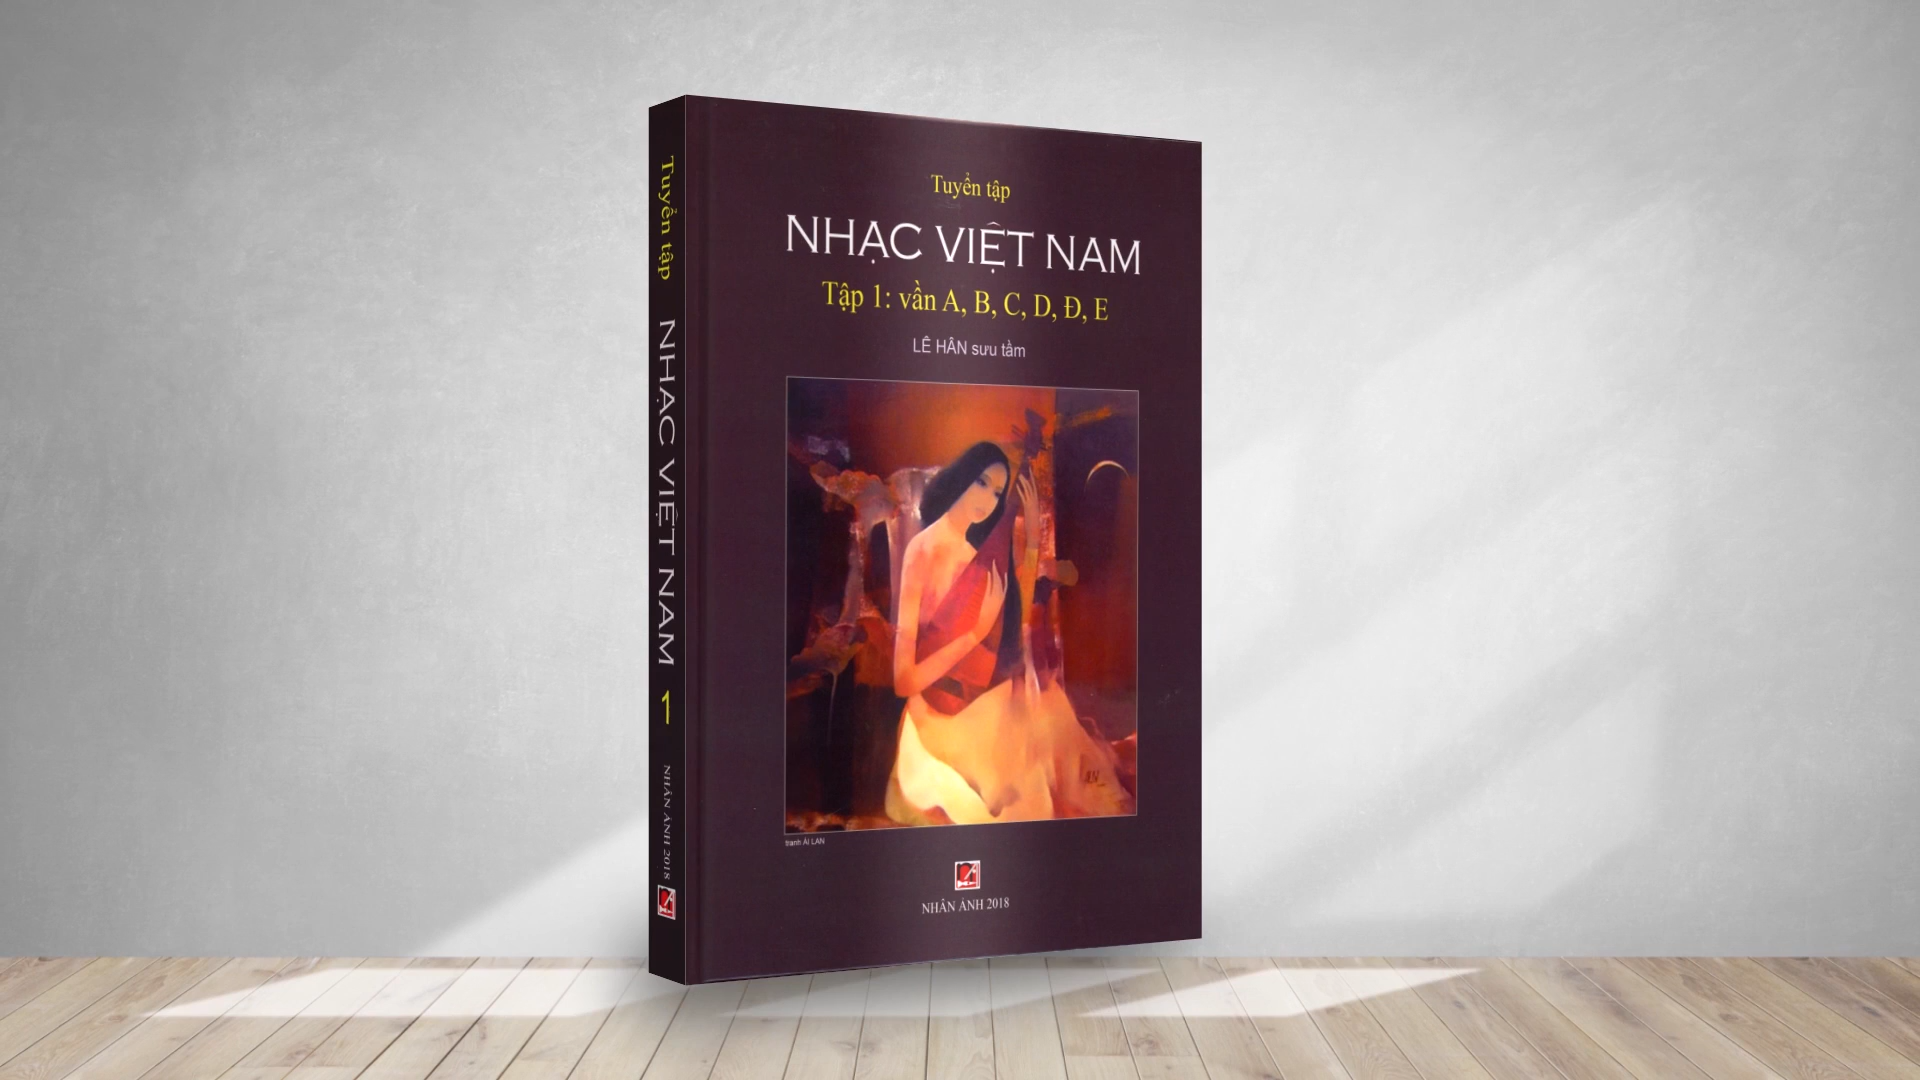 Tuyển tập
NHẠC VIỆT NAM
Tập 1: vần A, B, C, D, Đ, E
LÊ HÂN sưu tầm
tranh ÁI LAN
NHÂN ẢNH 2018
Tuyển tập NHẠC VIỆT NAM 1 NHÂN ẢNH 2018